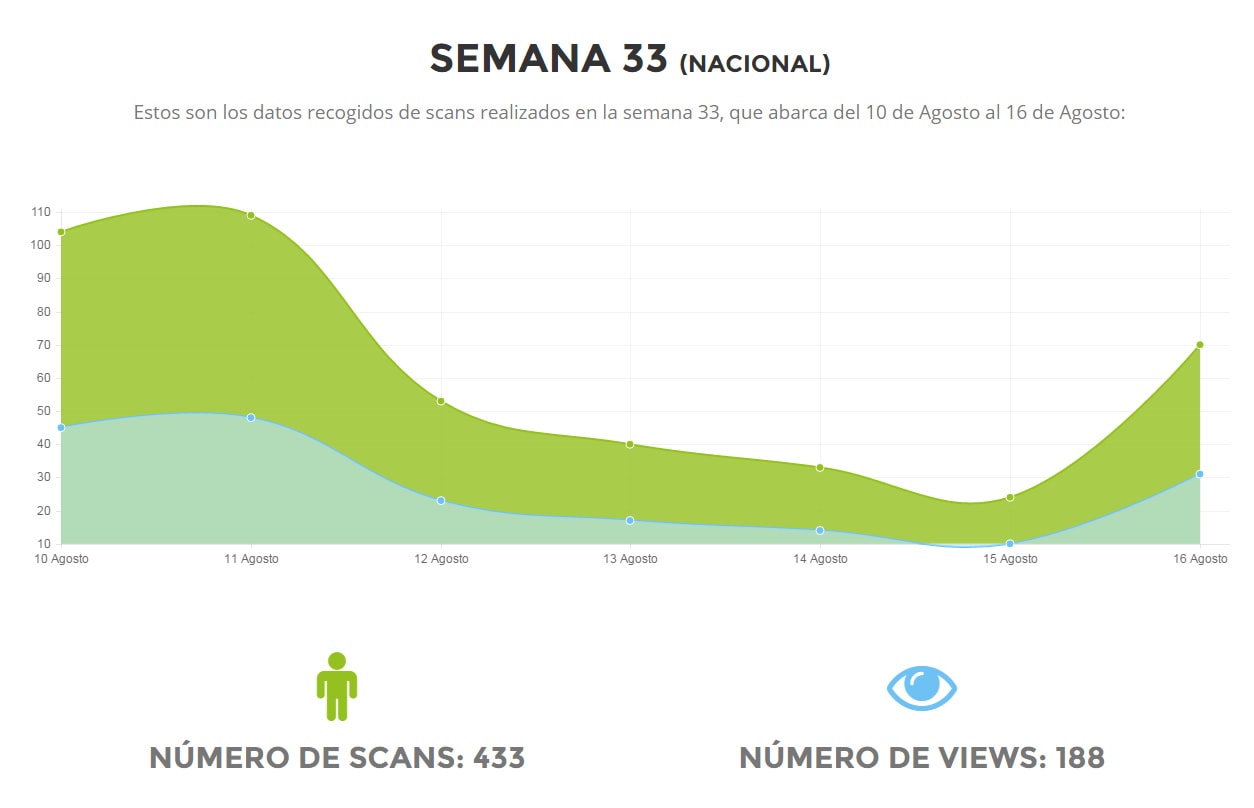 SEMANA 33 (NACIONAL)
Estos son los datos recogidos de scans realizados en la semana 33, que abarca del 10 de Agosto al 16 de Agosto:
110
100
90
80
70
60
50
40
30
20
10
10 Agosto 11 Agosto 12 Agosto 13 Agosto 14 Agosto 15 Agosto 16 Agosto
NÚMERO DE SCANS: 433 NÚMERO DE VIEWS: 188